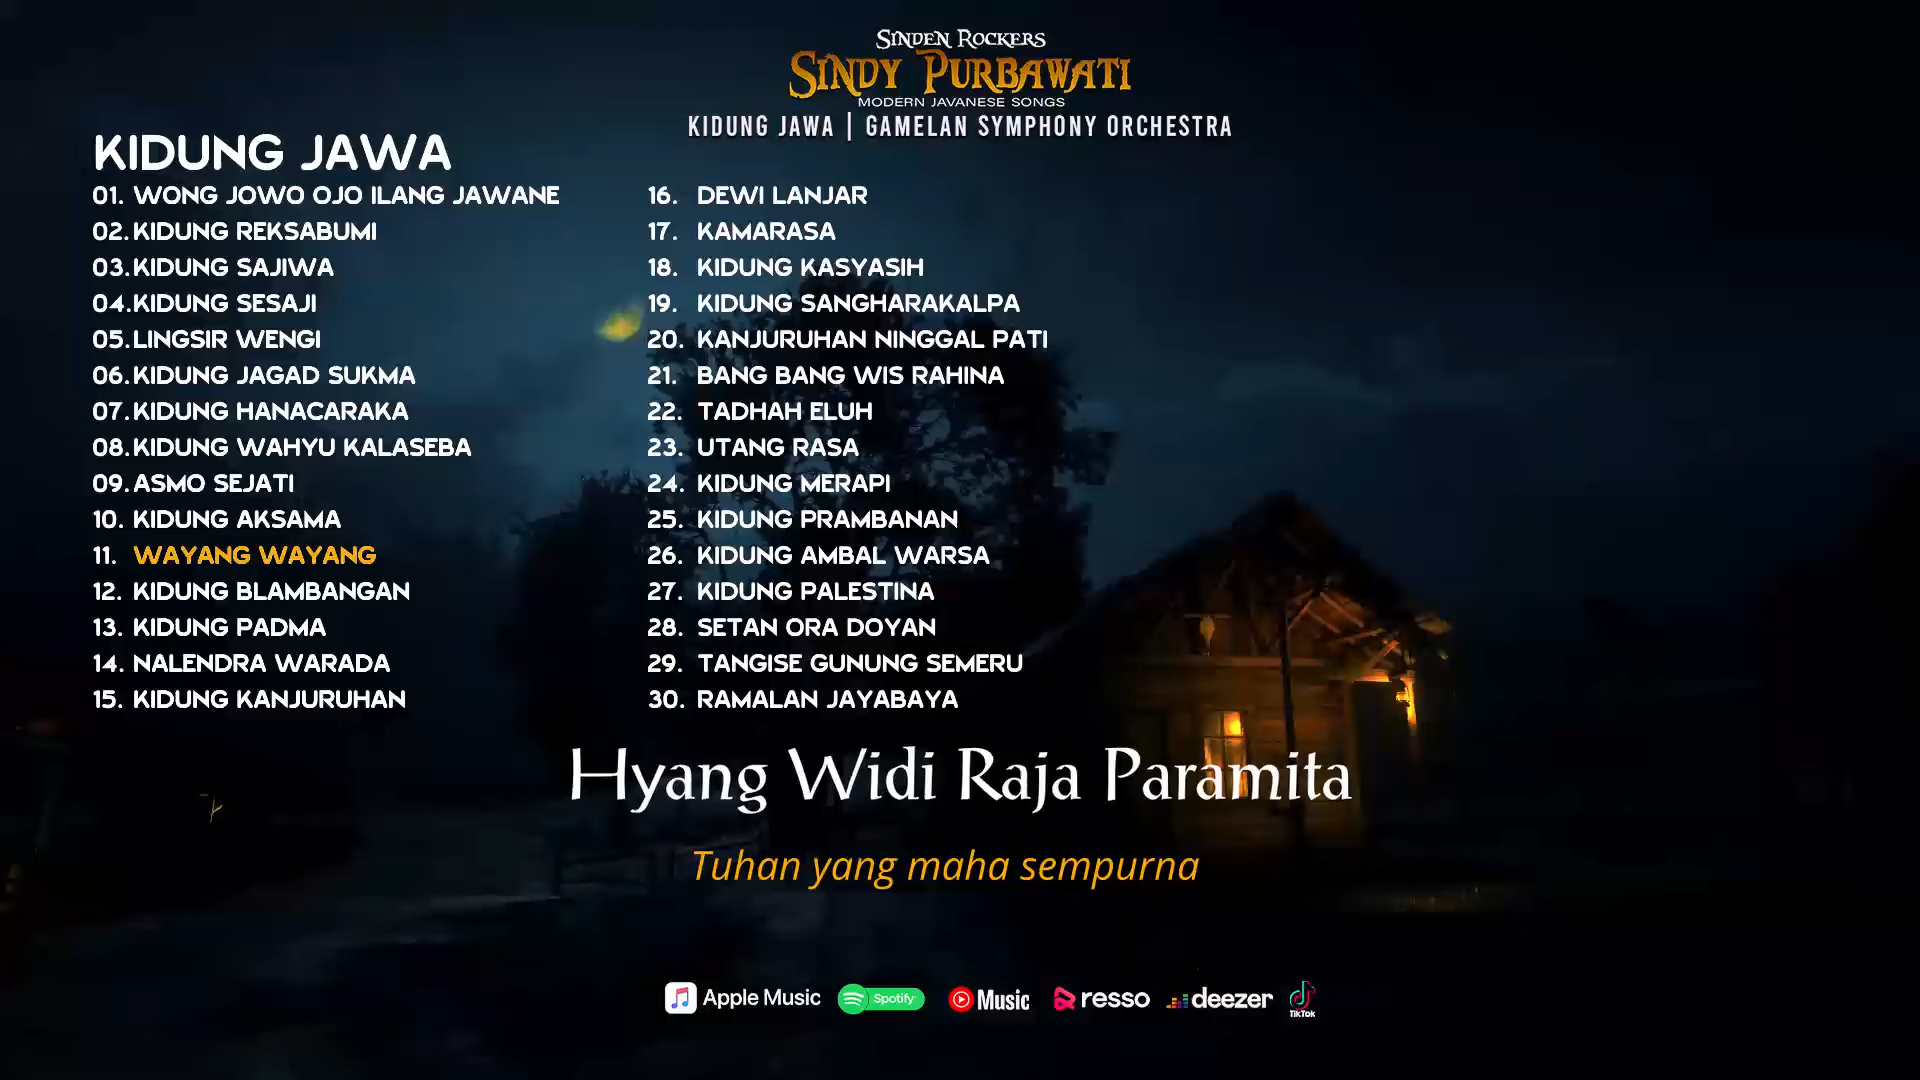 SINDEN ROCKERS
SINDY PURBAWATI
MODERN JAVANESE SONGS
KIDUNG JAWA | GAMELAN SYMPHONY ORCHESTRA
KIDUNG JAWA
01. WONG JOWO OJO ILANG JAWANE
02. KIDUNG REKSABUMI
03. KIDUNG SAJIWA
04. KIDUNG SESAJI
05. LINGSIR WENGI
06. KIDUNG JAGAD SUKMA
07. KIDUNG HANACARAKA
08. KIDUNG WAHYU KALASEBA
09. ASMO SEJATI
10. KIDUNG AKSAMA
11. WAYANG WAYANG
12. KIDUNG BLAMBANGAN
13. KIDUNG PADMA
14. NALENDRA WARADA
15. KIDUNG KANJURUHAN
16. DEWI LANJAR
17. KAMARASA
18. KIDUNG KASYASIH
19. KIDUNG SANGHARAKALPA
20. KANJURUHAN NINGGAL PATI
21. BANG BANG WIS RAHINA
22. TADHAH ELUH
23. UTANG RASA
24. KIDUNG MERAPI
25. KIDUNG PRAMBANAN
26. KIDUNG AMBAL WARSA
27. KIDUNG PALESTINA
28. SETAN ORA DOYAN
29. TANGISE GUNUNG SEMERU
30. RAMALAN JAYABAYA
Hyang Widi Raja Paramita
Tuhan yang maha sempurna
Apple Music Spotify Music resso deezer TikTok